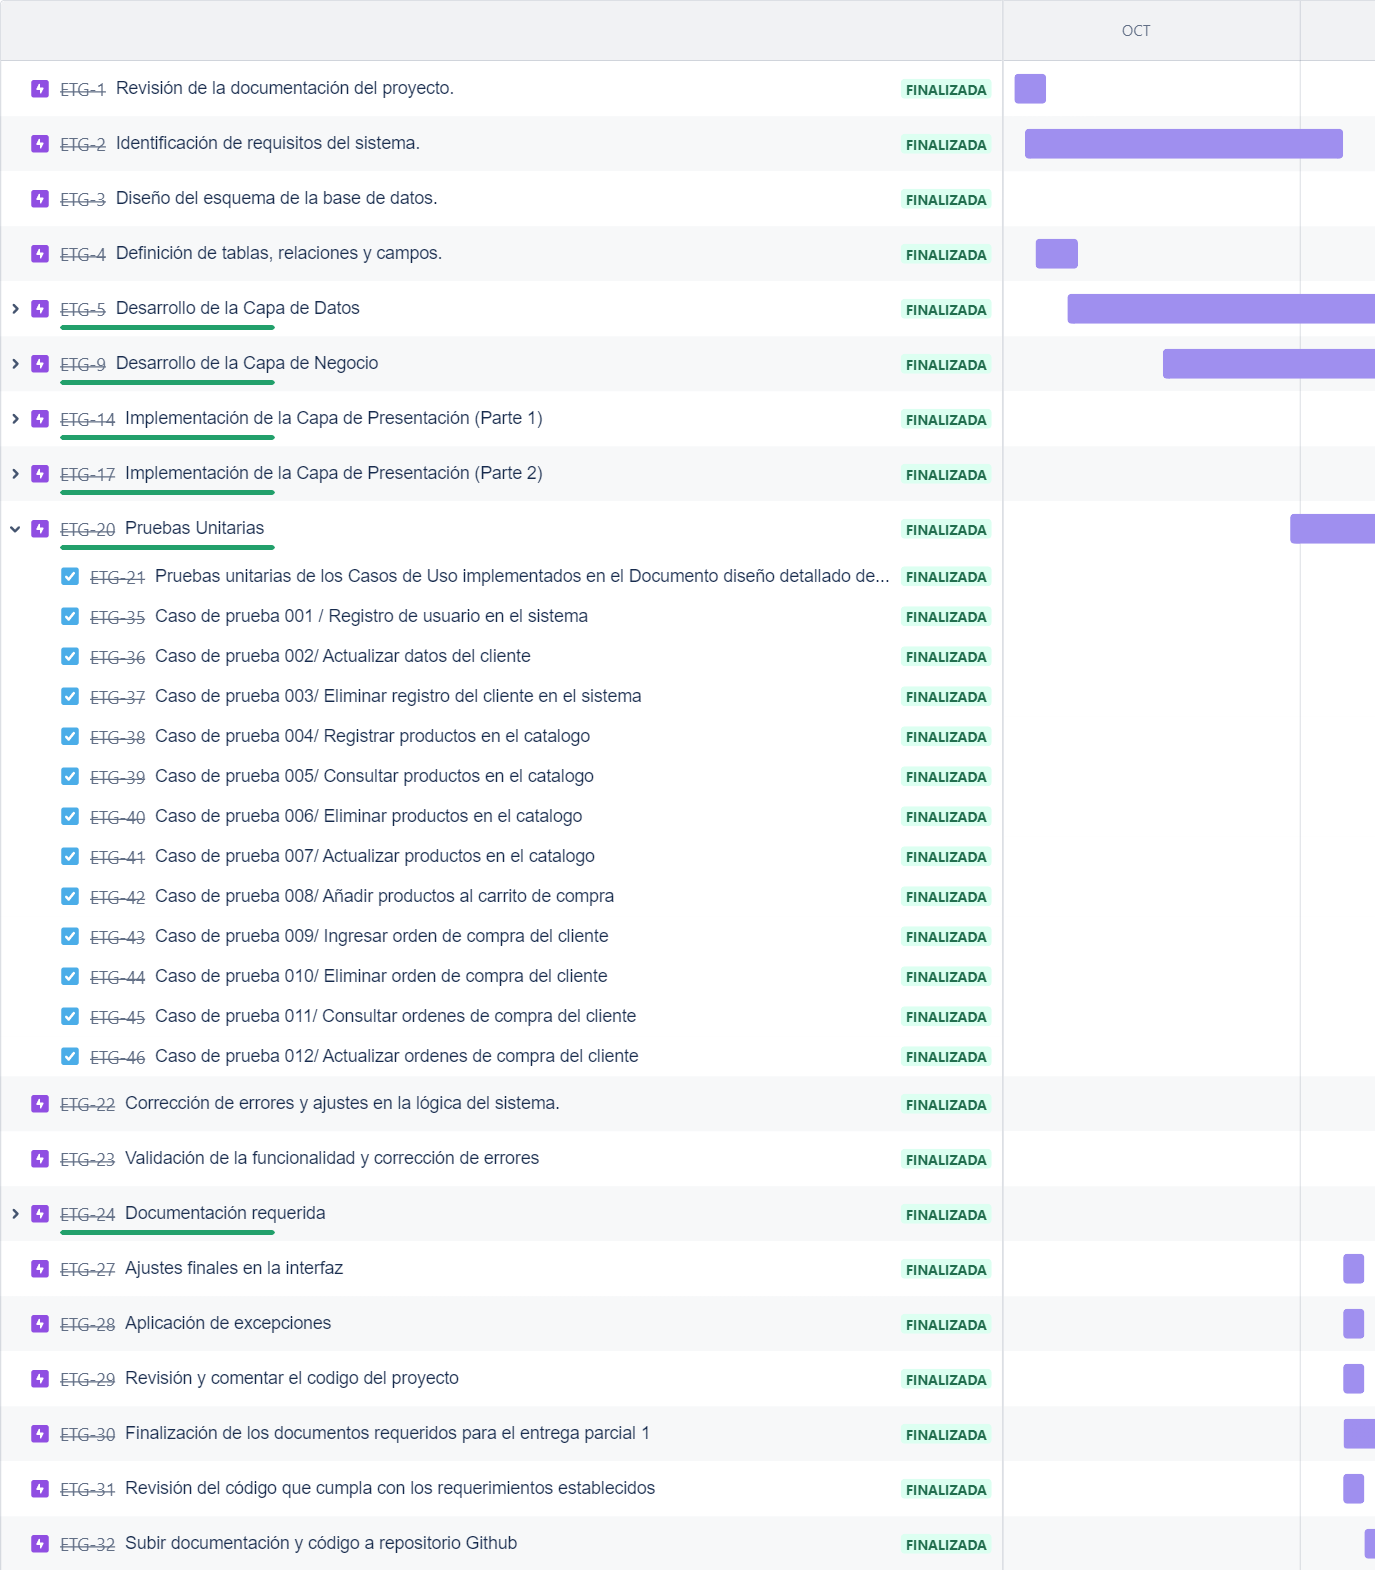 OCT
ETG-1 Revisión de la documentación del proyecto. FINALIZADA
ETG-2 Identificación de requisitos del sistema. FINALIZADA
ETG-3 Diseño del esquema de la base de datos. FINALIZADA
ETG-4 Definición de tablas, relaciones y campos. FINALIZADA
ETG-5 Desarrollo de la Capa de Datos FINALIZADA
ETG-9 Desarrollo de la Capa de Negocio FINALIZADA
ETG-14 Implementación de la Capa de Presentación (Parte 1) FINALIZADA
ETG-17 Implementación de la Capa de Presentación (Parte 2) FINALIZADA
ETG-20 Pruebas Unitarias FINALIZADA
ETG-21 Pruebas unitarias de los Casos de Uso implementados en el Documento diseño detallado de... FINALIZADA
ETG-35 Caso de prueba 001 / Registro de usuario en el sistema FINALIZADA
ETG-36 Caso de prueba 002/ Actualizar datos del cliente FINALIZADA
ETG-37 Caso de prueba 003/ Eliminar registro del cliente en el sistema FINALIZADA
ETG-38 Caso de prueba 004/ Registrar productos en el catalogo FINALIZADA
ETG-39 Caso de prueba 005/ Consultar productos en el catalogo FINALIZADA
ETG-40 Caso de prueba 006/ Eliminar productos en el catalogo FINALIZADA
ETG-41 Caso de prueba 007/ Actualizar productos en el catalogo FINALIZADA
ETG-42 Caso de prueba 008/ Añadir productos al carrito de compra FINALIZADA
ETG-43 Caso de prueba 009/ Ingresar orden de compra del cliente FINALIZADA
ETG-44 Caso de prueba 010/ Eliminar orden de compra del cliente FINALIZADA
ETG-45 Caso de prueba 011/ Consultar ordenes de compra del cliente FINALIZADA
ETG-46 Caso de prueba 012/ Actualizar ordenes de compra del cliente FINALIZADA
ETG-22 Corrección de errores y ajustes en la lógica del sistema. FINALIZADA
ETG-23 Validación de la funcionalidad y corrección de errores FINALIZADA
ETG-24 Documentación requerida FINALIZADA
ETG-27 Ajustes finales en la interfaz FINALIZADA
ETG-28 Aplicación de excepciones FINALIZADA
ETG-29 Revisión y comentar el codigo del proyecto FINALIZADA
ETG-30 Finalización de los documentos requeridos para el entrega parcial 1 FINALIZADA
ETG-31 Revisión del código que cumpla con los requerimientos establecidos FINALIZADA
ETG-32 Subir documentación y código a repositorio Github FINALIZADA